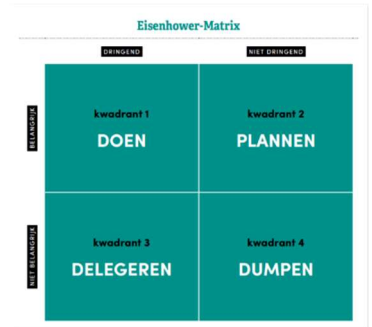 Eisenhower-Matrix
DRINGEND
NIET DRINGEND
BELANGRIJK
kwadrant 1
DOEN
kwadrant 2
PLANNEN
NIET BELANGRIJK
kwadrant 3
DELEGEREN
kwadrant 4
DUMPEN